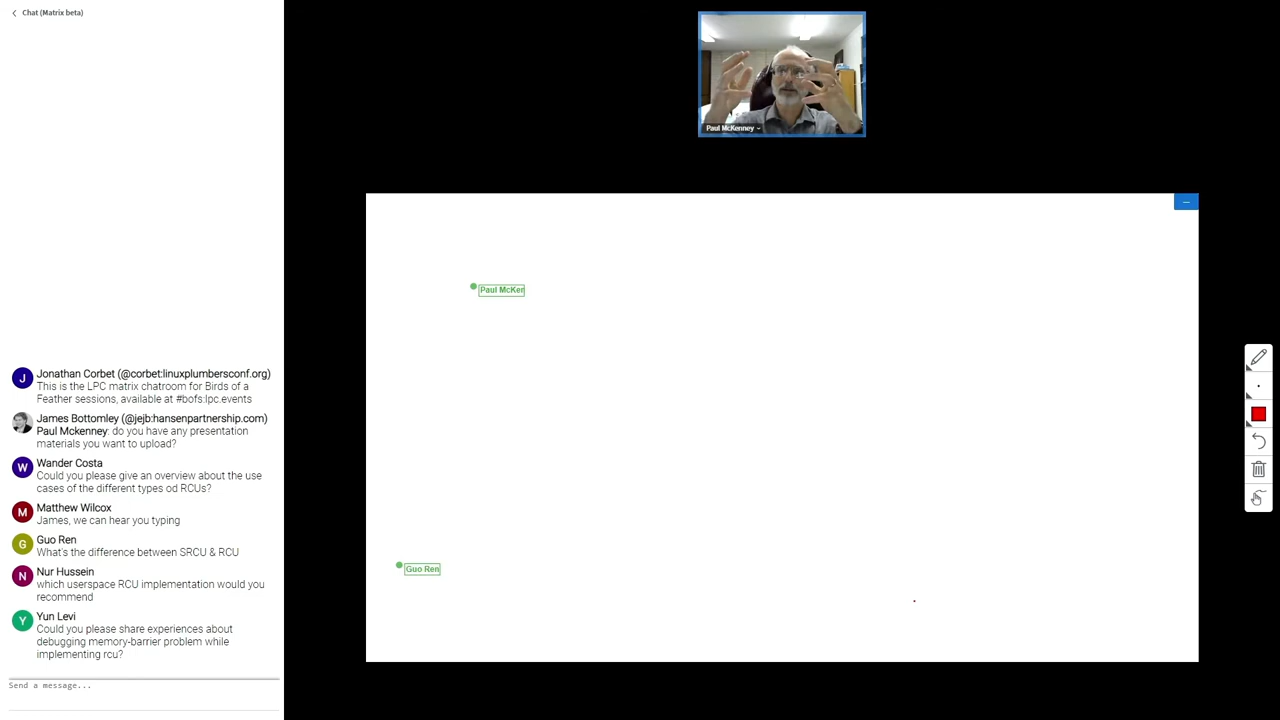 Chat (Matrix beta)
Paul McKenney
Paul McKer
Jonathan Corbet (@corbet:linuxplumbersconf.org)
This is the LPC matrix chatroom for Birds of a
Feather sessions, available at #bofs:lpc.events
James Bottomley (@jejb:hansenpartnership.com)
Paul Mckenney: do you have any presentation
materials you want to upload?
W
Wander Costa
Could you please give an overview about the use
cases of the different types od RCUs?
M
Matthew Wilcox
James, we can hear you typing
G
Guo Ren
What's the difference between SRCU & RCU
N
Nur Hussein
which userspace RCU implementation would you
recommend
Y
Yun Levi
Could you please share experiences about
debugging memory-barrier problem while
implementing rcu?
Guo Ren
J
Send a message...